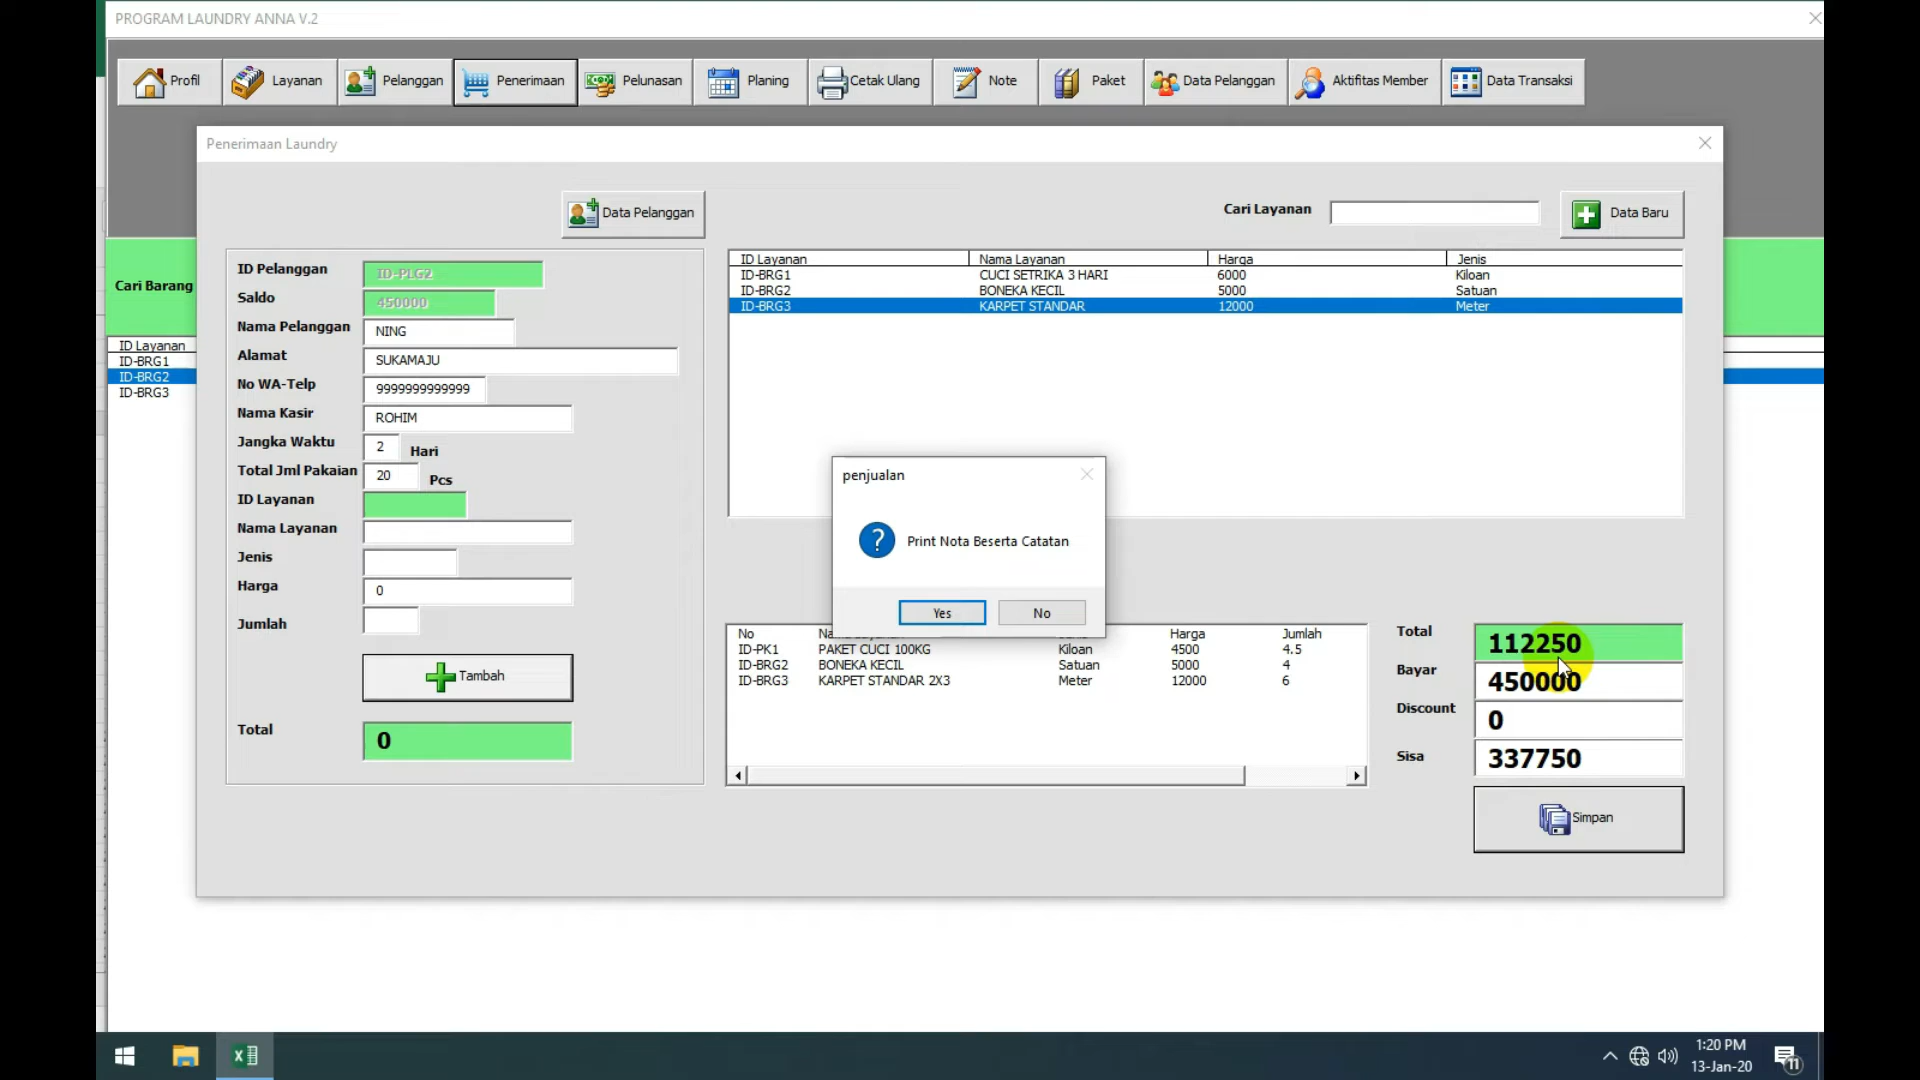 PROGRAM LAUNDRY ANNA V.2
Profil
Layanan
Pelanggan
Penerimaan
Pelunasan
Planing
Cetak Ulang
Note
Paket
Data Pelanggan
Aktifitas Member
Data Transaksi
Penerimaan Laundry
Data Pelanggan
Cari Layanan
Data Baru
Cari Barang
ID Layanan
ID-BRG1
ID-BRG2
ID-BRG3
ID Pelanggan ID-PLG2
Saldo 450000
Nama Pelanggan NING
Alamat SUKAMAJU
No WA-Telp 9999999999999
Nama Kasir ROHIM
Jangka Waktu 2 Hari
Total Jml Pakaian 20 Pcs
ID Layanan
Nama Layanan
Jenis
Harga 0
Jumlah
Tambah
Total 0
ID Layanan Nama Layanan Harga Jenis
ID-BRG1 CUCI SETRIKA 3 HARI 6000 Kiloan
ID-BRG2 BONEKA KECIL 5000 Satuan
ID-BRG3 KARPET STANDAR 12000 Meter
penjualan
Print Nota Beserta Catatan
Yes No
No Harga Jumlah
ID-PK1 PAKET CUCI 100KG Kiloan 4500 4.5
ID-BRG2 BONEKA KECIL Satuan 5000 4
ID-BRG3 KARPET STANDAR 2X3 Meter 12000 6
Total 112250
Bayar 450000
Discount 0
Sisa 337750
Simpan
1:20 PM
13-Jan-20
11